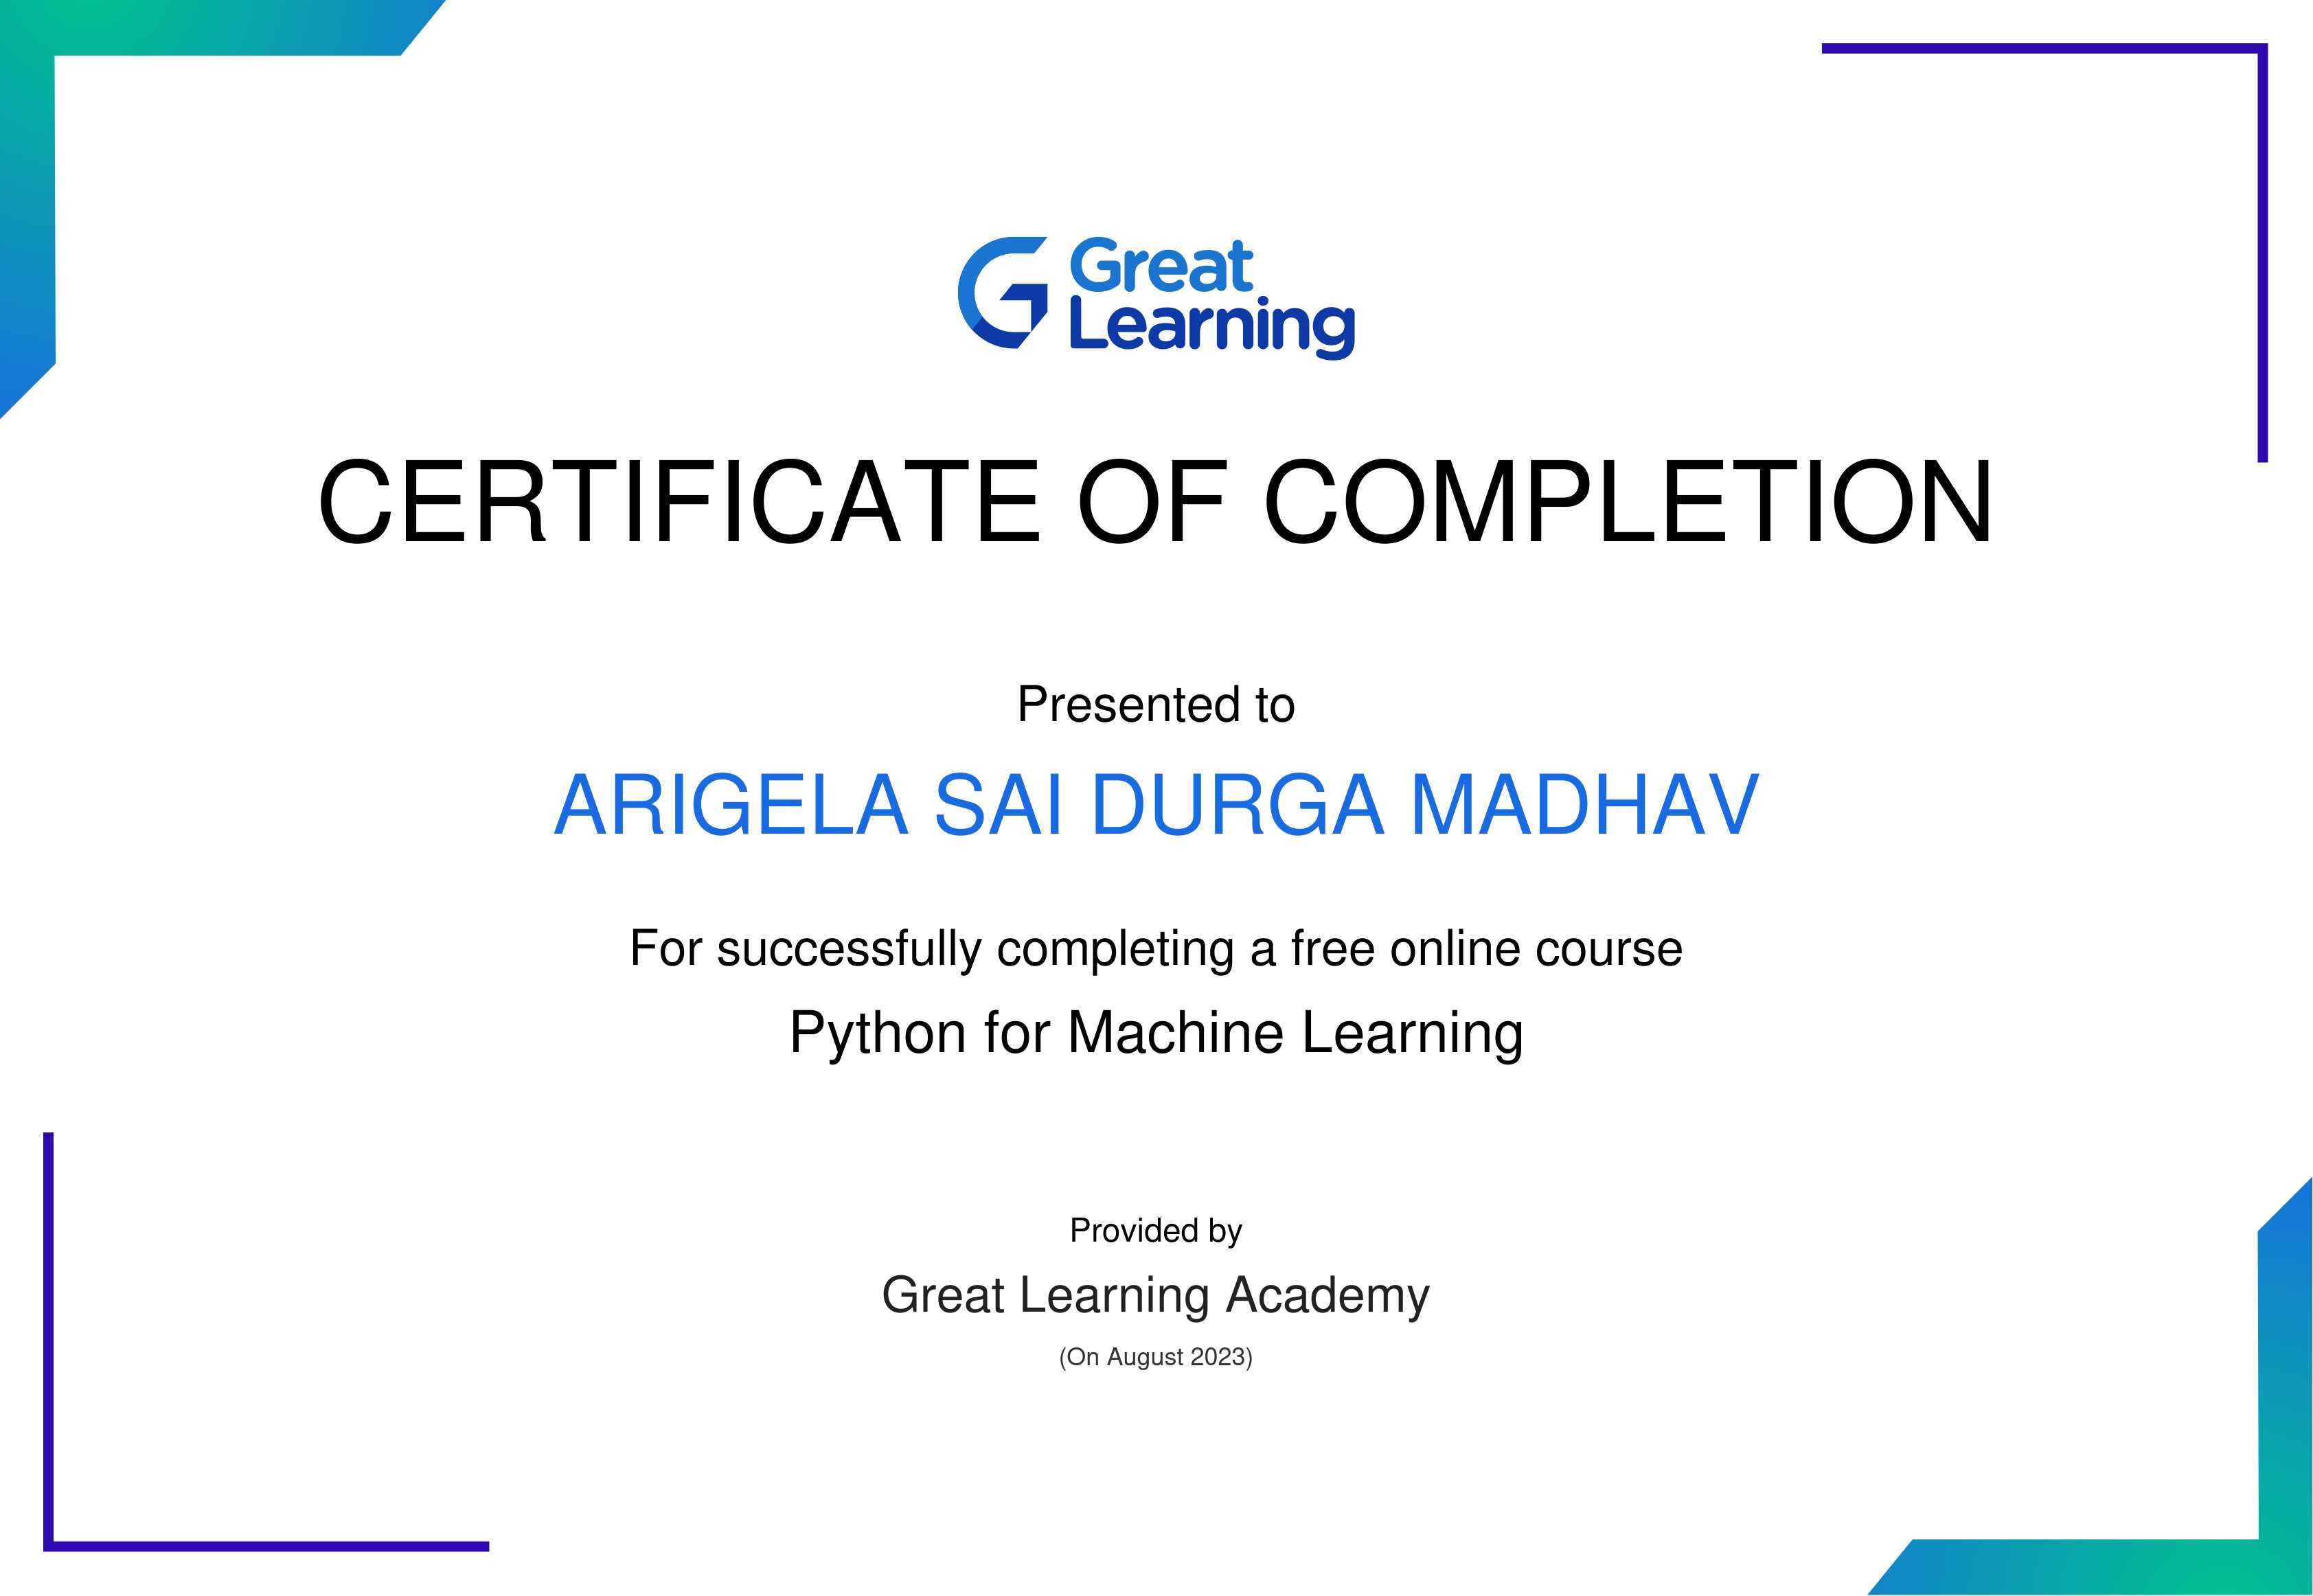 Great
Learning
CERTIFICATE OF COMPLETION
Presented to
ARIGELA SAI DURGA MADHAV
For successfully completing a free online course
Python for Machine Learning
Provided by
Great Learning Academy
(On August 2023)